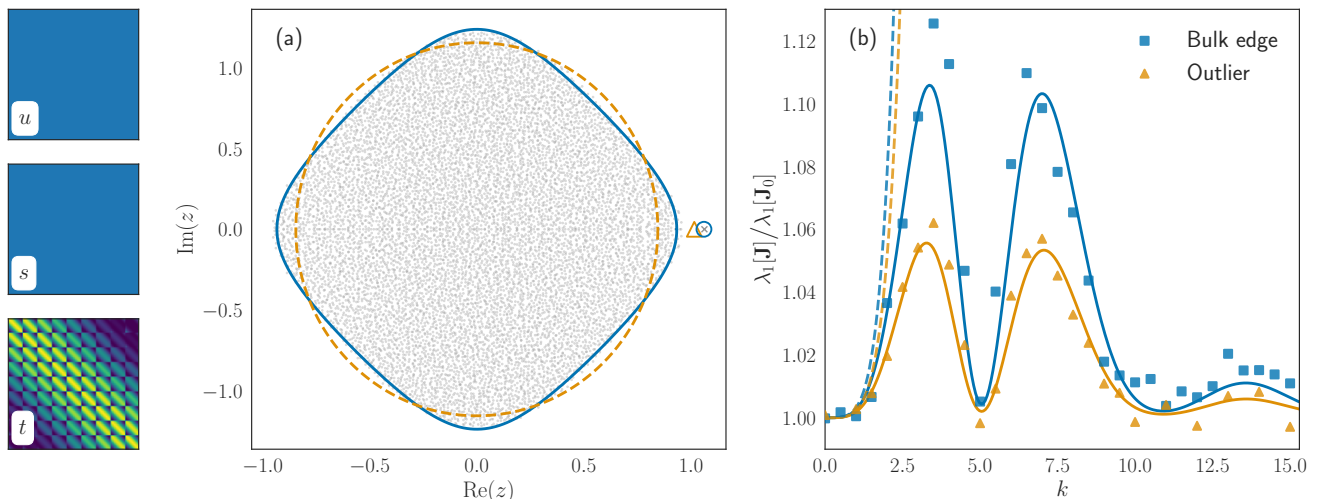 u
s
t
(a)
1.0
0.5
0.0
−0.5
−1.0
Im(z)
−1.0 −0.5 0.0 0.5 1.0
Re(z)
(b)
Bulk edge
Outlier
1.12
1.10
1.08
1.06
1.04
1.02
1.00
λ₁[J]/λ₁[J₀]
0.0 2.5 5.0 7.5 10.0 12.5 15.0
k